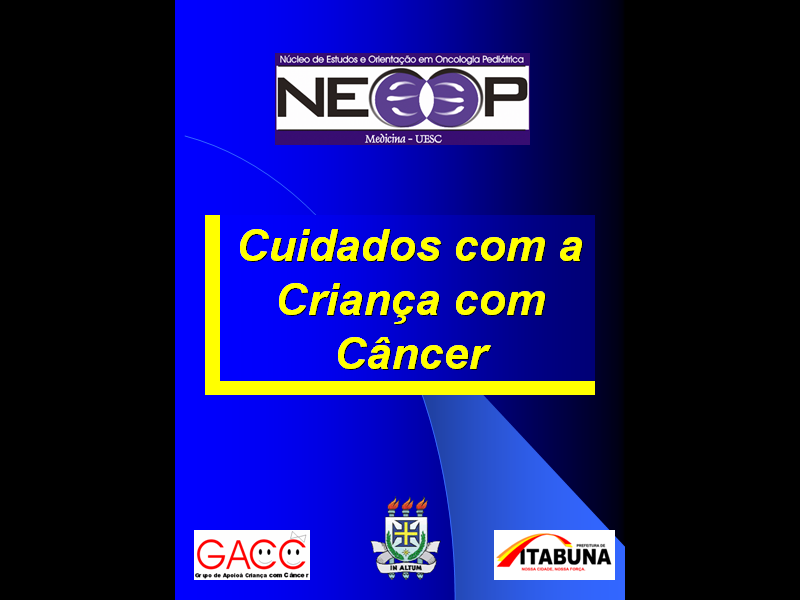 Núcleo de Estudos e Orientação em Oncologia Pediátrica
NEOOP
Medicina - UESC
Cuidados com a
Criança com
Câncer
GACC
Grupo de Apoioà Criança com Câncer
IN ALTUM
PREFEITURA DE
ITABUNA
NOSSA CIDADE, NOSSA FORÇA.